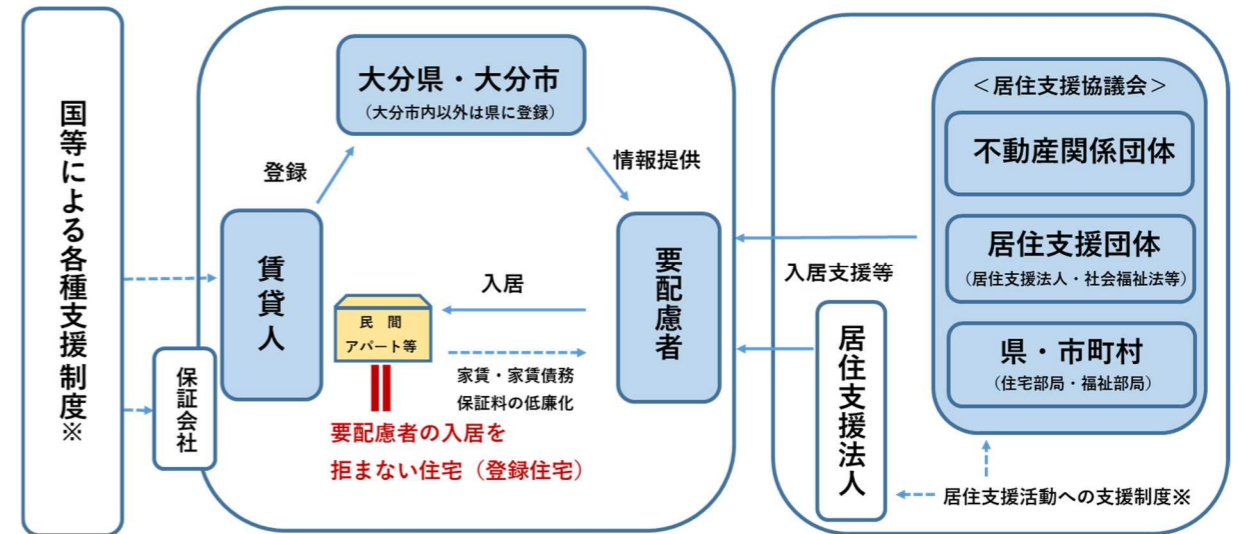 国等による各種支援制度※
大分県・大分市
（大分市内以外は県に登録）
登録
情報提供
賃貸人
保証会社
入居
民　間
アパート等
家賃・家賃債務
保証料の低廉化
要配慮者の入居を
拒まない住宅（登録住宅）
要配慮者
入居支援等
居住支援法人
＜居住支援協議会＞
不動産関係団体
居住支援団体
（居住支援法人・社会福祉法等）
県・市町村
（住宅部局・福祉部局）
居住支援活動への支援制度※